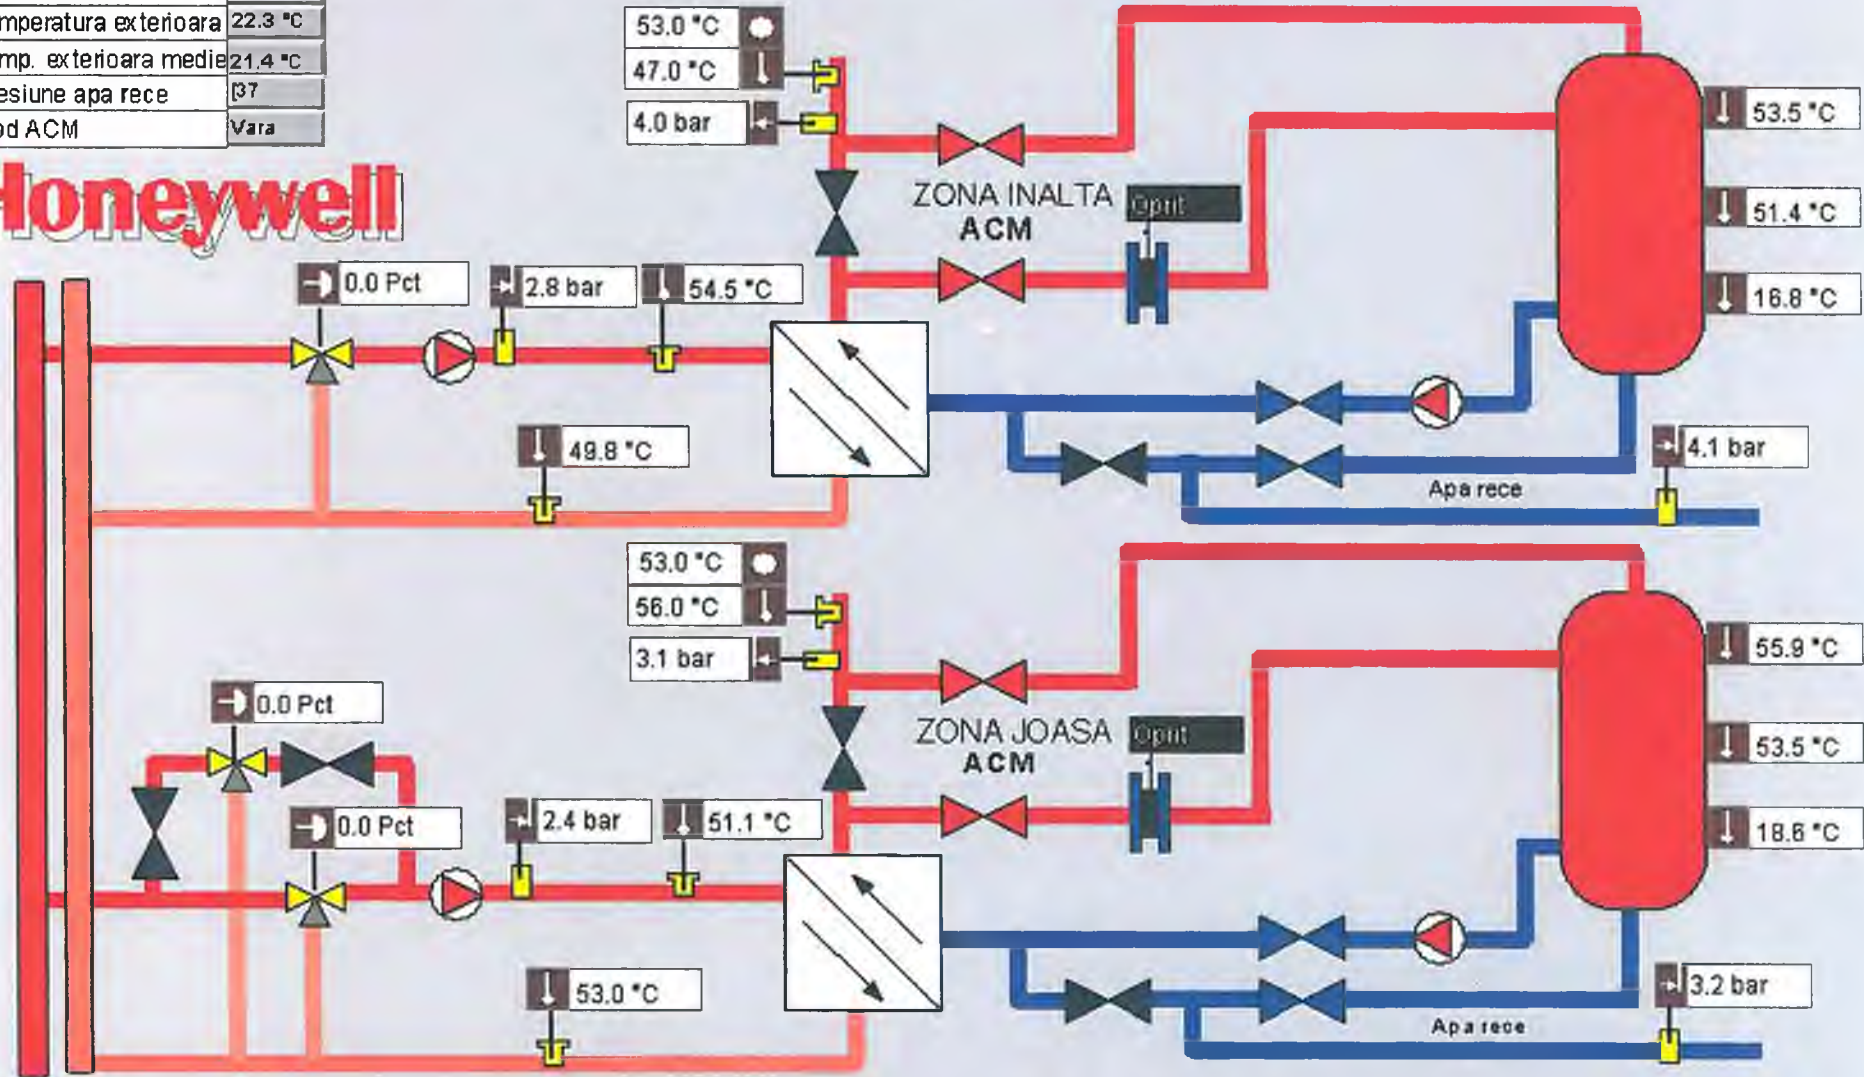 mperatura exterioara 22.3 °C
mp. exterioara medie 21.4 °C
esiune apa rece [37
od ACM Vara
Honeywell
53.0 °C
47.0 °C
4.0 bar
ZONA INALTA
ACM
Oprit
53.5 °C
51.4 °C
16.8 °C
0.0 Pct
2.8 bar
54.5 °C
49.8 °C
4.1 bar
Apa rece
53.0 °C
56.0 °C
3.1 bar
ZONA JOASA
ACM
Oprit
55.9 °C
53.5 °C
18.6 °C
0.0 Pct
0.0 Pct
2.4 bar
51.1 °C
53.0 °C
3.2 bar
Apa rece